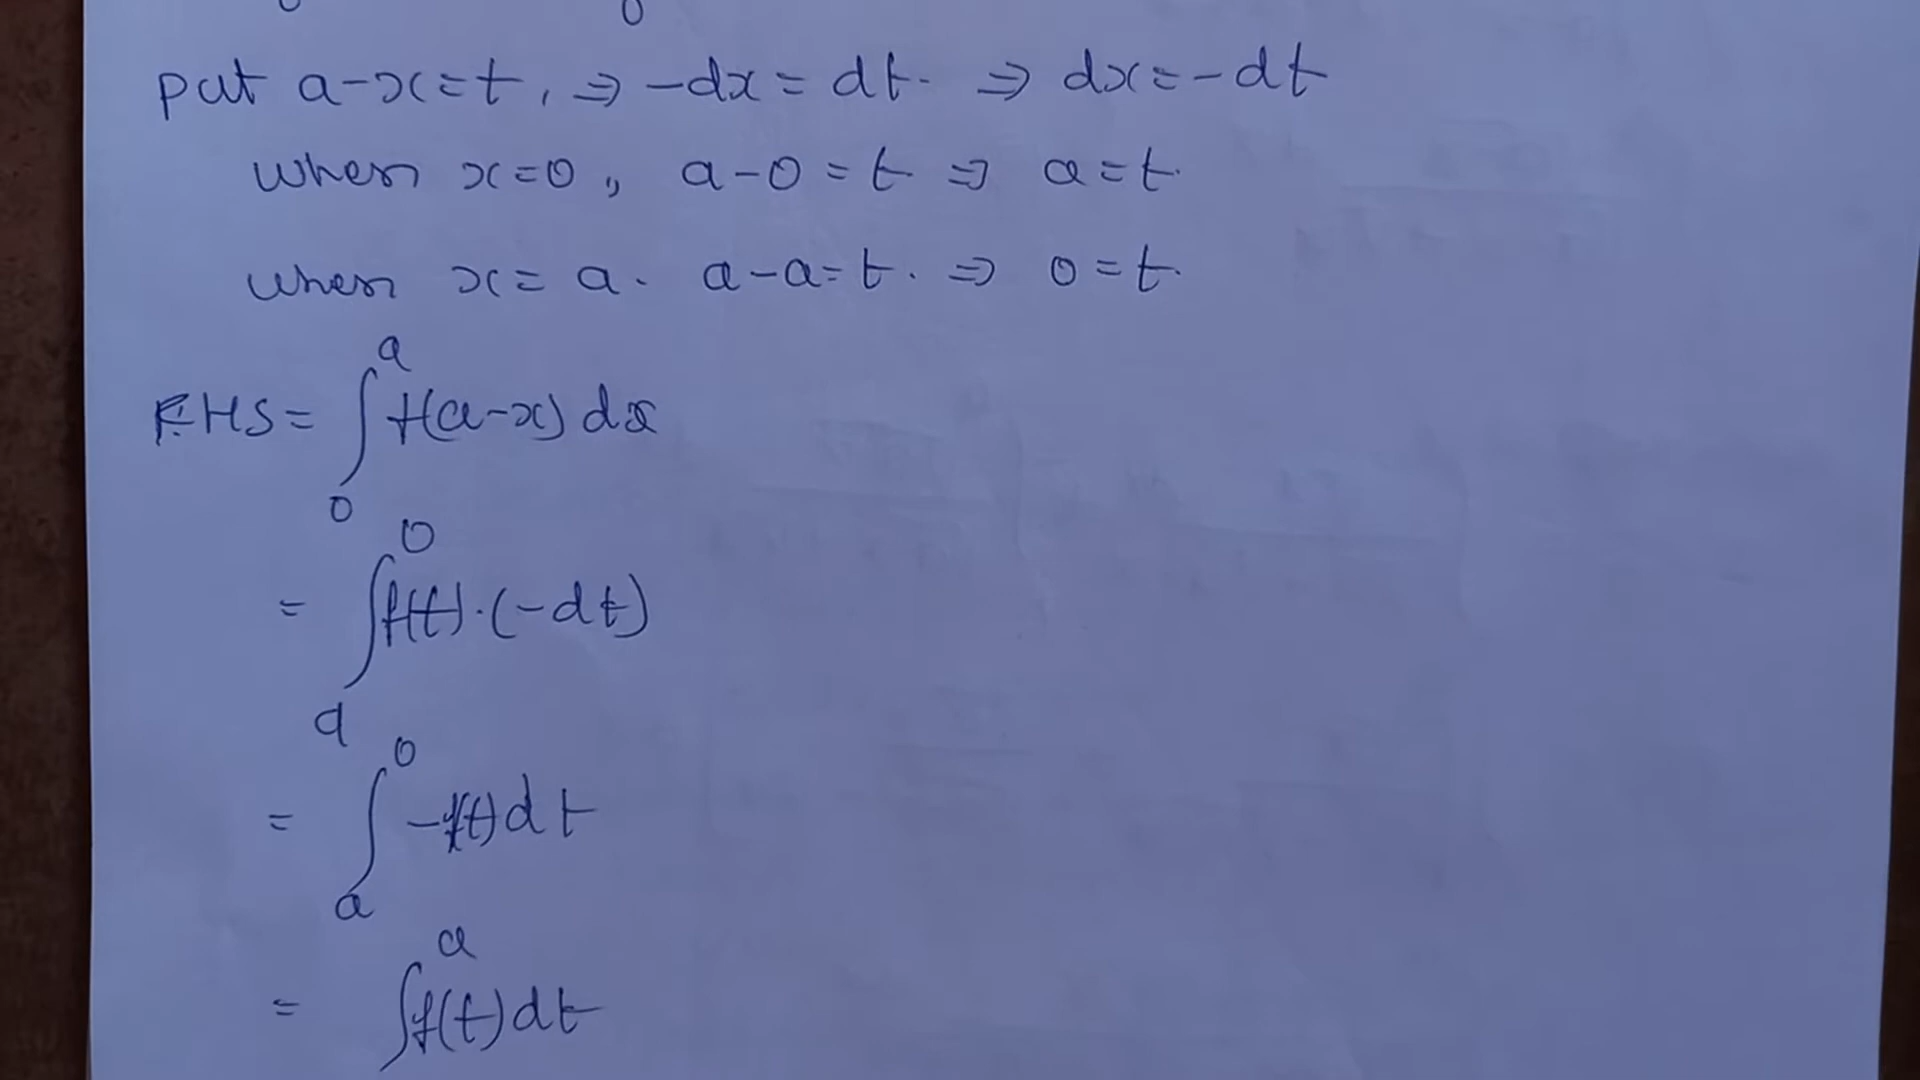 put a-x=t, ⇒ -dx = dt. ⇒ dx=-dt
when x=0, a-0=t ⇒ a=t.
when x=a. a-a=t. ⇒ 0=t.
RHS = ∫₀ᵃ f(a-x) dx
= ∫ₐ⁰ f(t).(-dt)
= ∫ₐ⁰ -f(t)dt
= ∫ᵃ f(t)dt